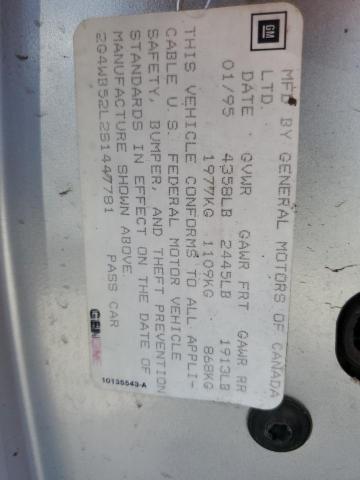 GM
MFD BY GENERAL MOTORS OF CANADA
LTD.
DATE GVWR GAWR FRT GAWR RR
01/95 4358LB 2445LB 1913LB
1977KG 1109KG 868KG
THIS VEHICLE CONFORMS TO ALL APPLI-
CABLE U.S. FEDERAL MOTOR VEHICLE
SAFETY, BUMPER, AND THEFT PREVENTION
STANDARDS IN EFFECT ON THE DATE OF
MANUFACTURE SHOWN ABOVE.
2G4WB52L2S1447781 PASS CAR
10135543-A